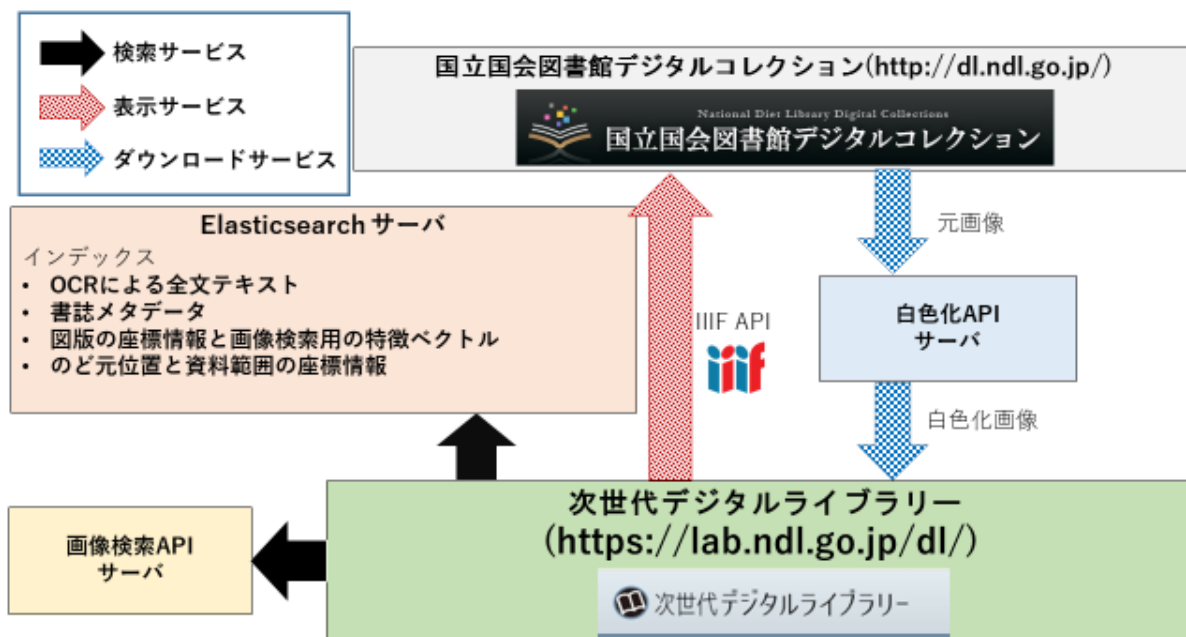 検索サービス
表示サービス
ダウンロードサービス
国立国会図書館デジタルコレクション(http://dl.ndl.go.jp/)
National Diet Library Digital Collections
国立国会図書館デジタルコレクション
Elasticsearch サーバ
インデックス
• OCRによる全文テキスト
• 書誌メタデータ
• 図版の座標情報と画像検索用の特徴ベクトル
• のど元位置と資料範囲の座標情報
IIIF API
iiif
元画像
白色化API
サーバ
白色化画像
画像検索API
サーバ
次世代デジタルライブラリー
(https://lab.ndl.go.jp/dl/)
次世代デジタルライブラリー